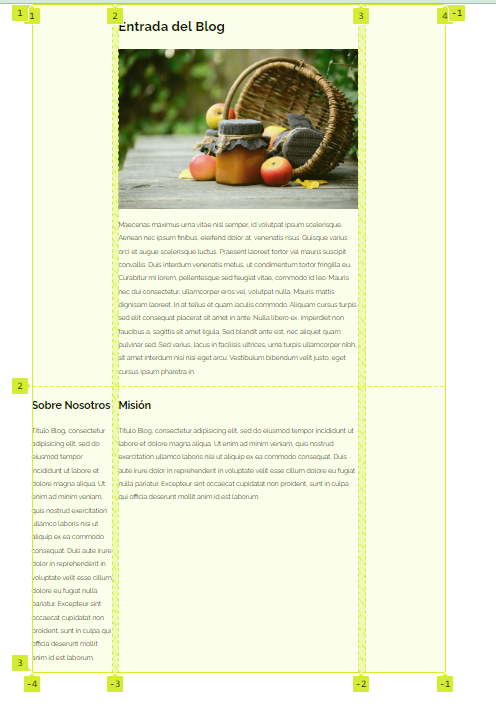 1 1 2 3 4 -1
Entrada del Blog
Maecenas maximus urna vitae nisl semper, id volutpat ipsum scelerisque.
Aenean nec ipsum finibus, eleifend dolor at, venenatis risus. Quisque varius
orci et augue scelerisque luctus. Praesent laoreet tortor vel mauris suscipit
convallis. Duis interdum venenatis metus, ut condimentum tortor fringilla eu.
Curabitur mi lorem, pellentesque sed feugiat vitae, commodo id leo. Mauris
nec dui consectetur, ullamcorper eros vel, volutpat nulla. Mauris mattis
dignissim laoreet. In at tellus et quam iaculis commodo. Aliquam cursus turpis
sed elit consequat placerat sit amet in ante. Nulla libero ex, imperdiet non
faucibus a, sagittis sit amet ligula. Sed blandit ante est, nec aliquet quam
pulvinar sed. Sed varius, lacus in facilisis ultrices, urna turpis ullamcorper nibh,
sit amet interdum nisi nisi eget arcu. Vestibulum bibendum velit justo, eget
cursus ipsum pharetra in.
2
Sobre Nosotros
Titulo Blog, consectetur
adipisicing elit, sed do
eiusmod tempor
incididunt ut labore et
dolore magna aliqua. Ut
enim ad minim veniam,
quis nostrud exercitation
ullamco laboris nisi ut
aliquip ex ea commodo
consequat. Duis aute irure
dolor in reprehenderit in
voluptate velit esse cillum
dolore eu fugiat nulla
pariatur. Excepteur sint
occaecat cupidatat non
proident, sunt in culpa qui
officia deserunt mollit
anim id est laborum.
Misión
Titulo Blog, consectetur adipisicing elit, sed do eiusmod tempor incididunt ut
labore et dolore magna aliqua. Ut enim ad minim veniam, quis nostrud
exercitation ullamco laboris nisi ut aliquip ex ea commodo consequat. Duis
aute irure dolor in reprehenderit in voluptate velit esse cillum dolore eu fugiat
nulla pariatur. Excepteur sint occaecat cupidatat non proident, sunt in culpa
qui officia deserunt mollit anim id est laborum.
3
-4 -3 -2 -1